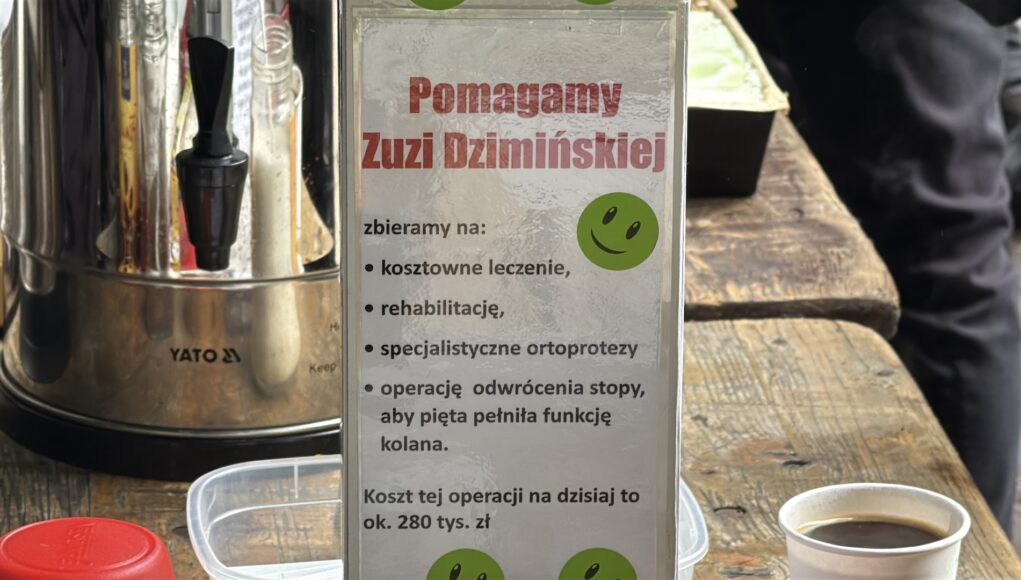 Pomagamy
Zuzi Dzimińskiej
zbieramy na:
• kosztowne leczenie,
• rehabilitację,
• specjalistyczne ortoprotezy
• operację odwrócenia stopy,
aby pięta pełniła funkcję
kolana.
Koszt tej operacji na dzisiaj to
ok. 280 tys. zł
YATO
Keep